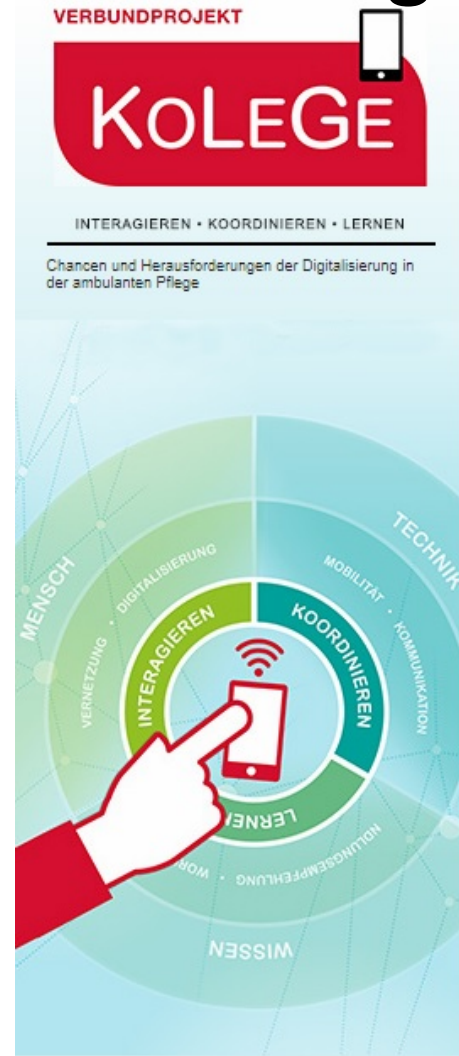 VERBUNDPROJEKT
KOLEGE
INTERAGIEREN • KOORDINIEREN • LERNEN
Chancen und Herausforderungen der Digitalisierung in
der ambulanten Pflege
MENSCH
TECHNIK
VERNETZUNG • DIGITALISIERUNG
MOBILITÄT • KOMMUNIKATION
INTERAGIEREN
KOORDINIEREN
LERNEN
WISSEN